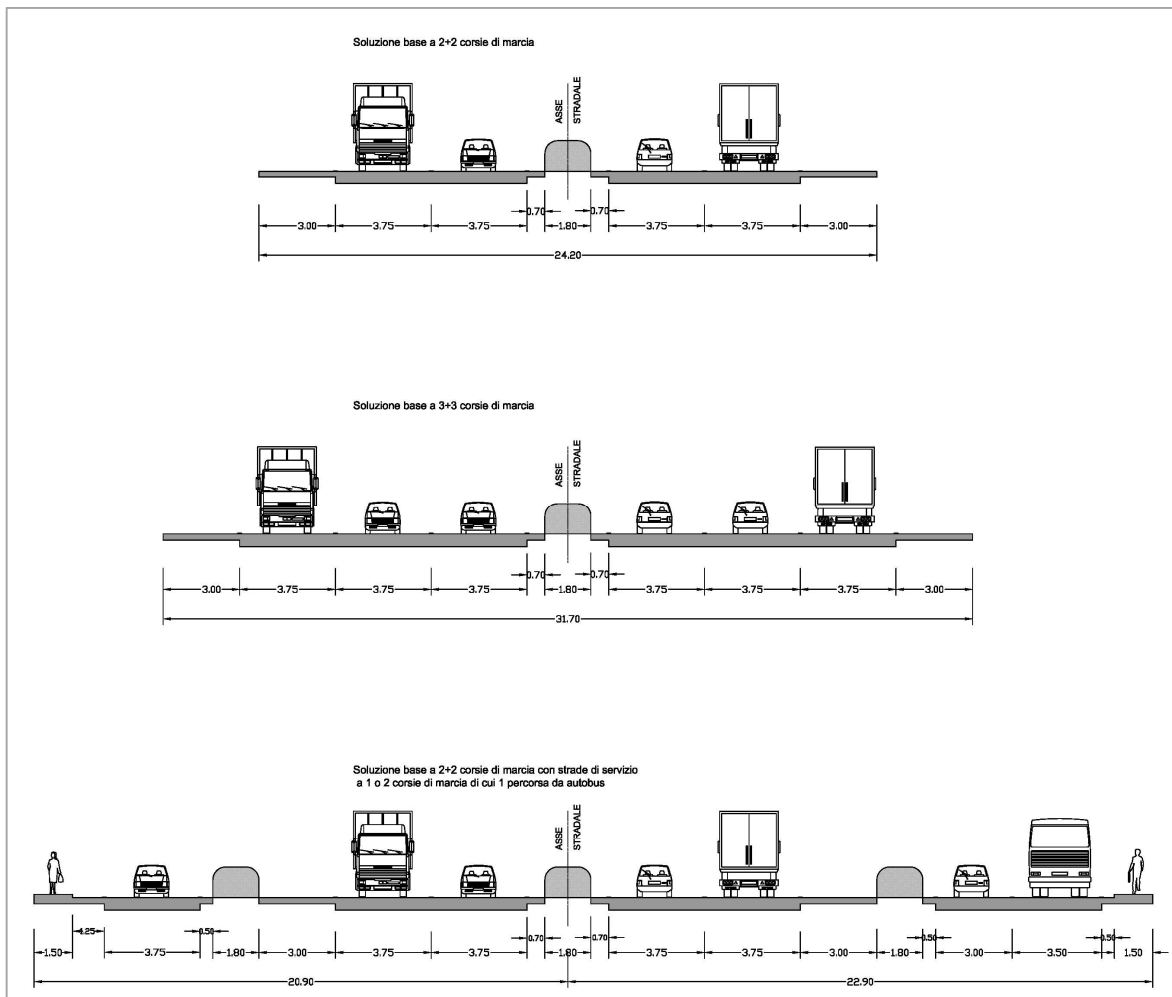 Soluzione base a 2+2 corsie di marcia
ASSE
STRADALE
0.70 0.70
3.00 3.75 3.75 1.80 3.75 3.75 3.00
24.20
Soluzione base a 3+3 corsie di marcia
ASSE
STRADALE
0.70 0.70
3.00 3.75 3.75 3.75 1.80 3.75 3.75 3.75 3.00
31.70
Soluzione base a 2+2 corsie di marcia con strade di servizio
a 1 o 2 corsie di marcia di cui 1 percorsa da autobus
ASSE
STRADALE
1.25 0.50 0.70 0.70 0.50 0.50
1.50 3.75 1.80 3.00 3.75 3.75 1.80 3.75 3.75 3.00 1.80 3.00 3.50 1.50
20.90 22.90